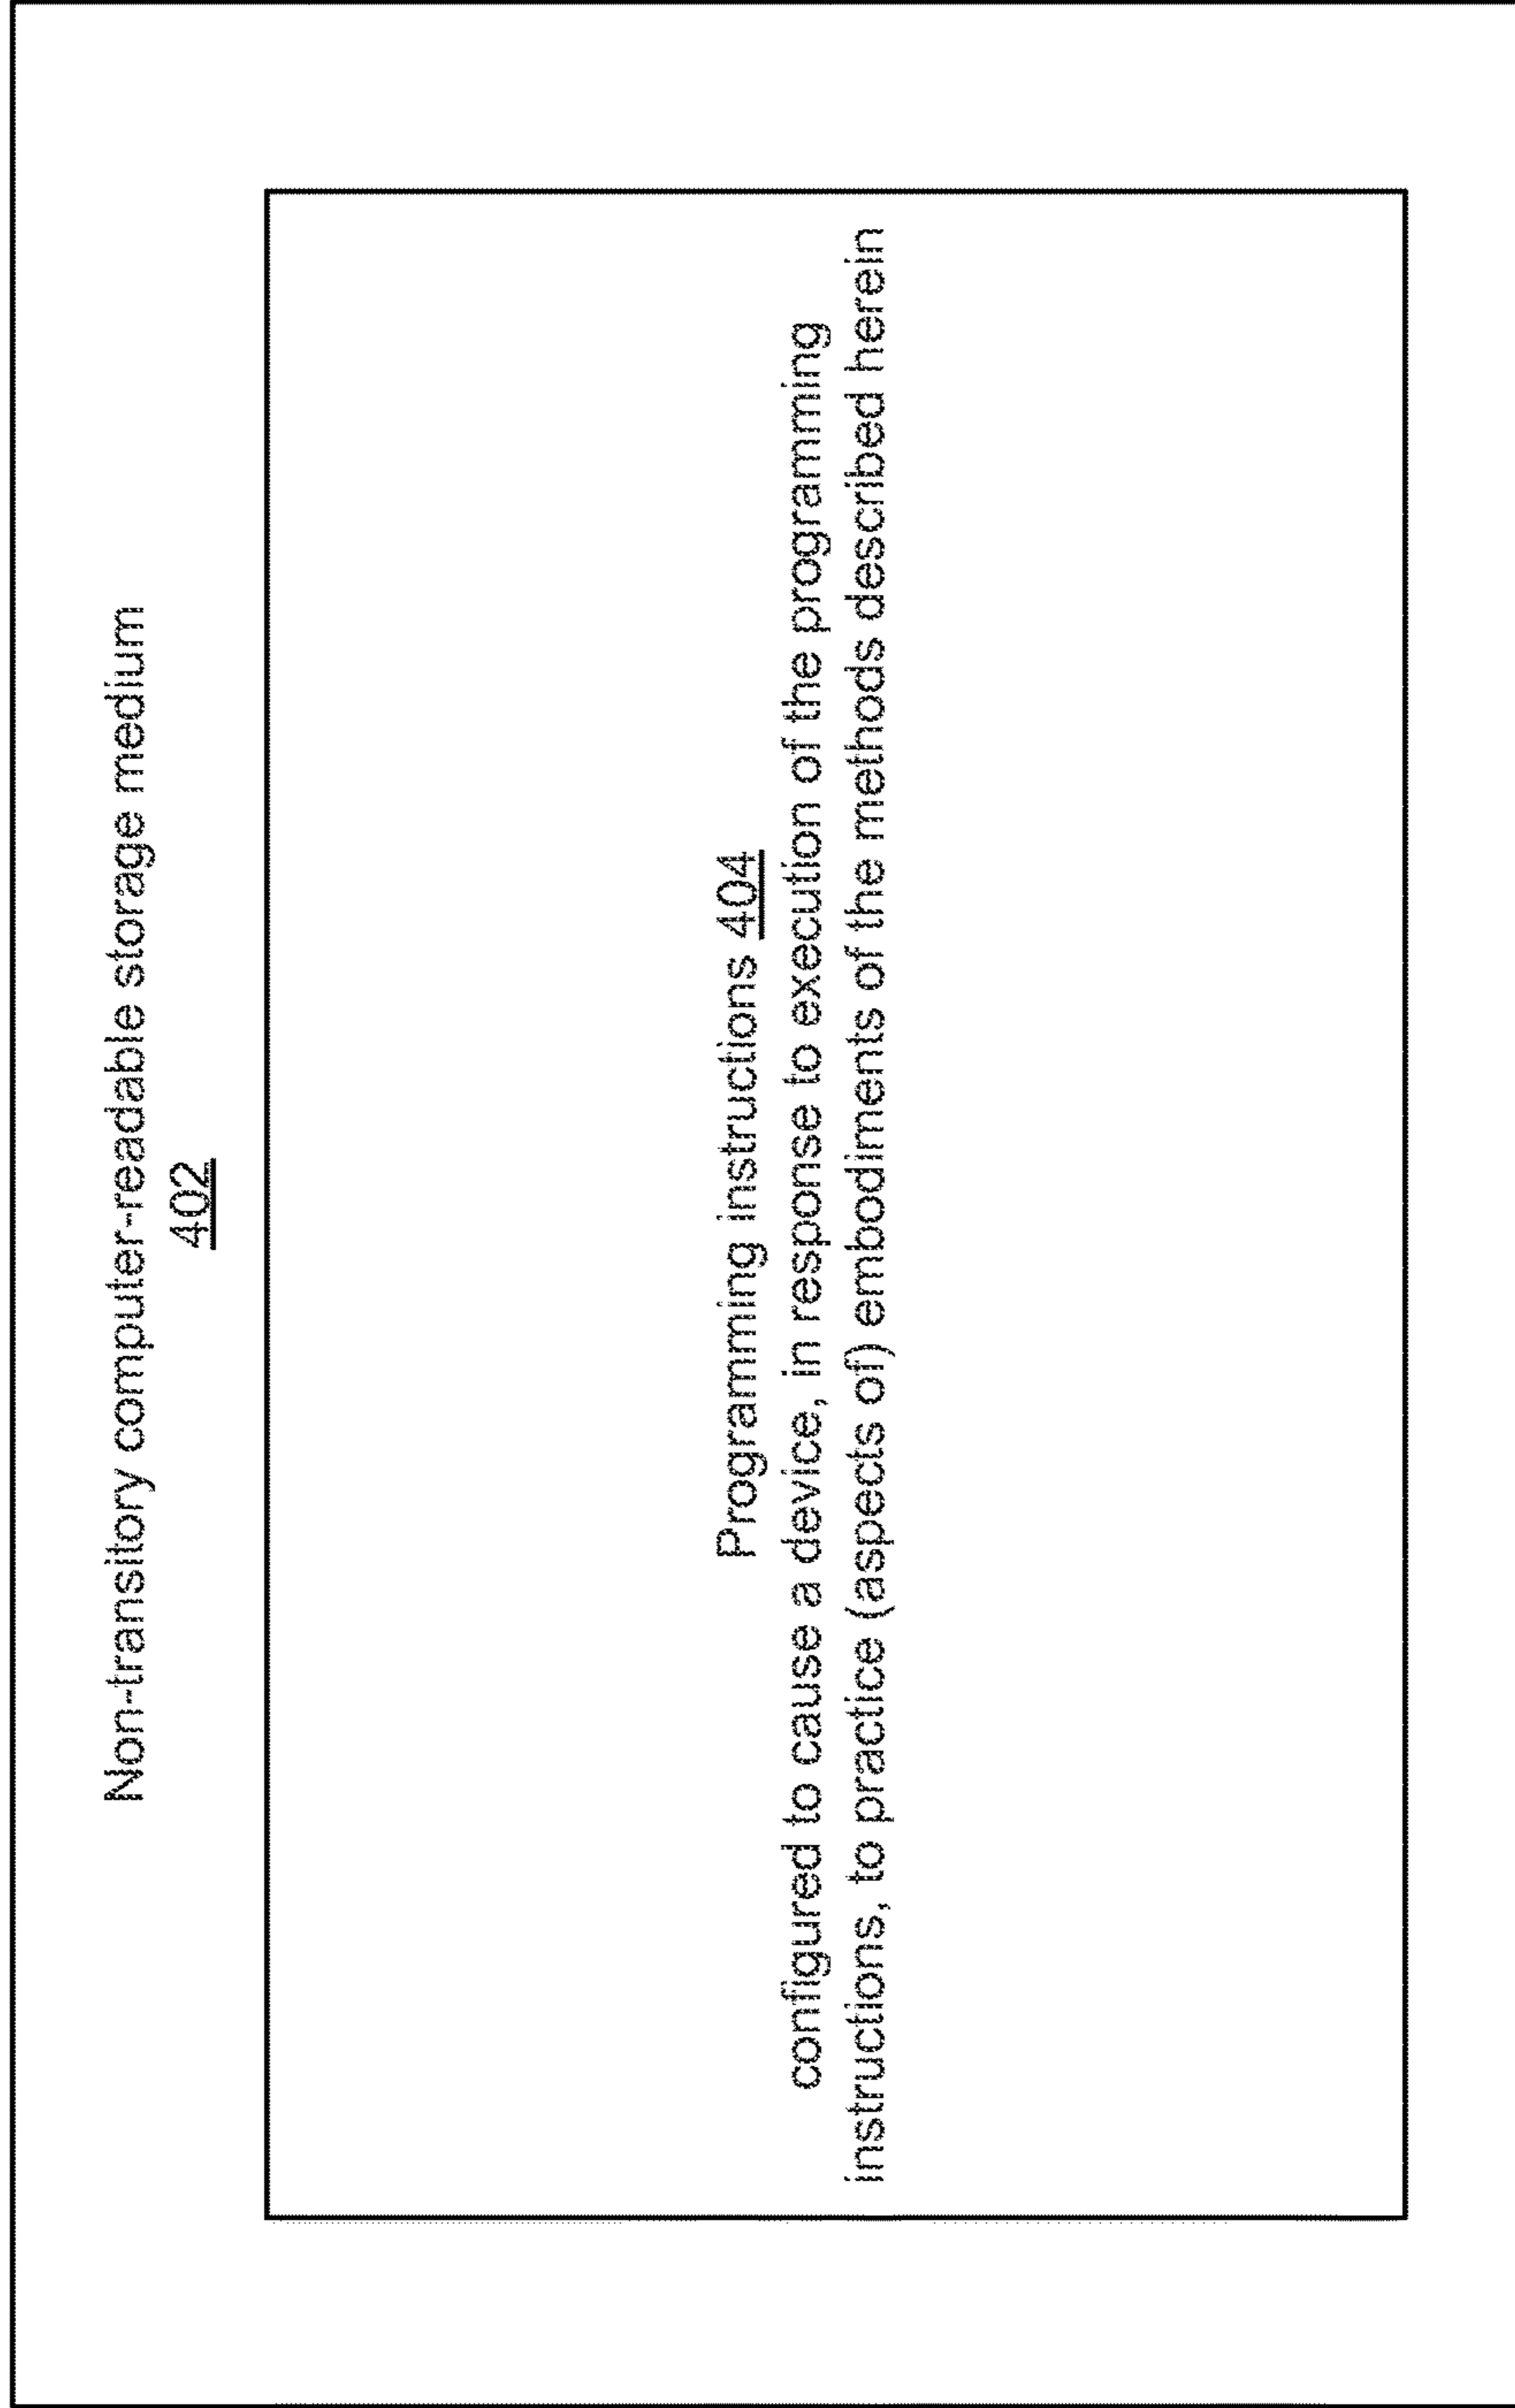 Non-transitory computer-readable storage medium
402
Programming instructions 404
configured to cause a device, in response to execution of the programming
instructions, to practice (aspects of) embodiments of the methods described herein